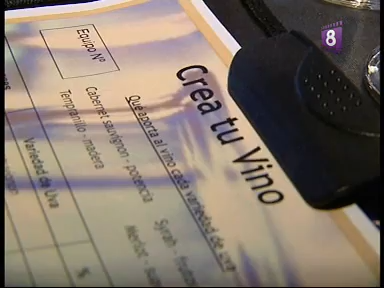 8
Crea tu Vino
Equipo Nº
Qué aporta al vino cada variedad de uva
Cabernet sauvignon - potencia
Tempranillo - madera
Syrah -
Merlot -
Variedad de Uva
%